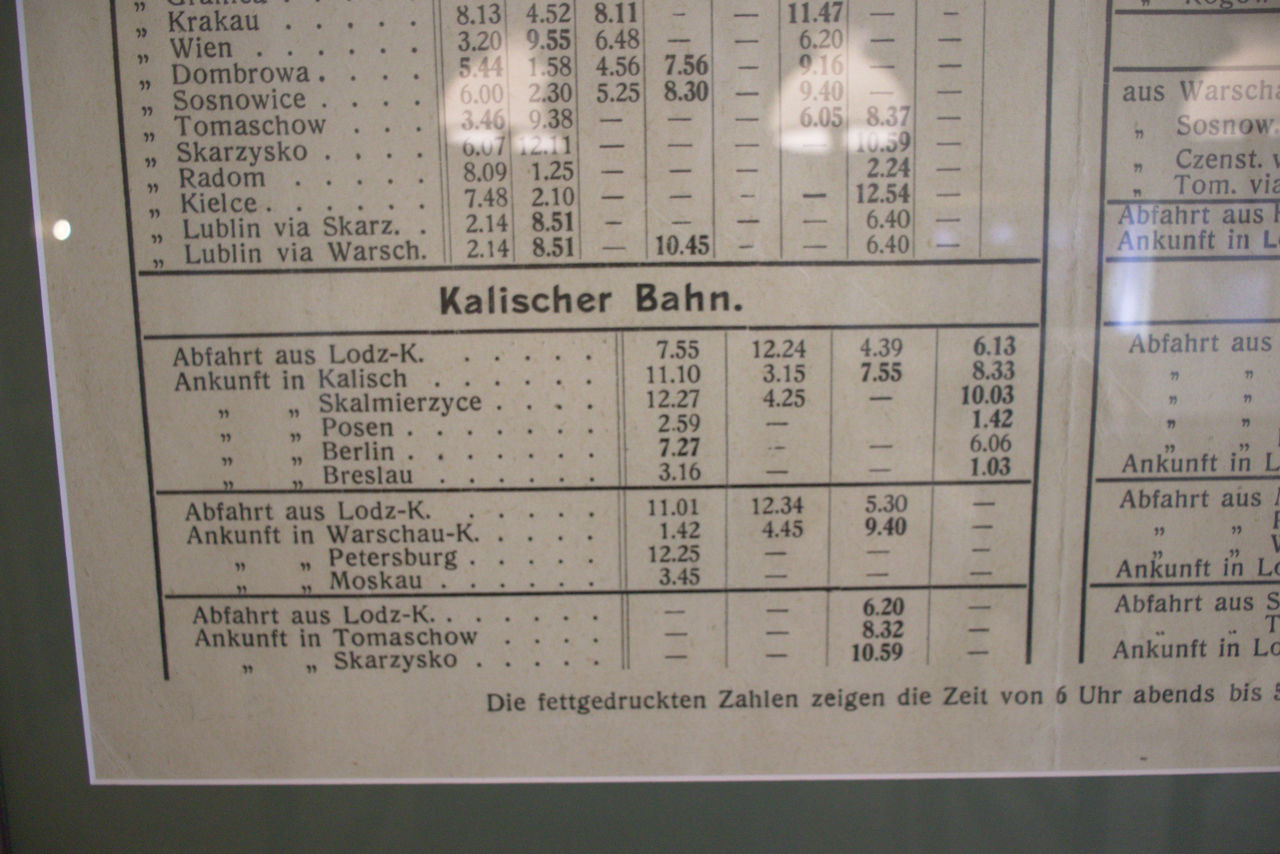 „ Krakau . . . . . 8.13 4.52 8.11 – — 11.47 — –
„ Wien . . . . . . 3.20 9.55 6.48 — — 6.20 — —
„ Dombrowa . . . . 5.44 1.58 4.56 7.56 — 9.16 — —
„ Sosnowice . . . . 6.00 2.30 5.25 8.30 — 9.40 — —
„ Tomaschow . . . 3.46 9.38 — — — 6.05 8.37 —
„ Skarzysko . . . . 6.07 12.11 — — — — 10.59 —
„ Radom . . . . . 8.09 1.25 — — — — 2.24 —
„ Kielce . . . . . . 7.48 2.10 — — - — 12.54 —
„ Lublin via Skarz. . 2.14 8.51 – – — — 6.40 —
„ Lublin via Warsch. 2.14 8.51 — 10.45 – — 6.40 —
Kalischer Bahn.
Abfahrt aus Lodz-K. . . . . . 7.55 12.24 4.39 6.13
Ankunft in Kalisch . . . . . . 11.10 3.15 7.55 8.33
„ „ Skalmierzyce . . . . 12.27 4.25 — 10.03
„ „ Posen . . . . . . . 2.59 — 1.42
„ „ Berlin . . . . . . . 7.27 – — 6.06
„ „ Breslau . . . . . . 3.16 — — 1.03
Abfahrt aus Lodz-K. . . . . . 11.01 12.34 5.30 —
Ankunft in Warschau-K. . . . . 1.42 4.45 9.40 —
„ „ Petersburg . . . . . 12.25 — — —
„ „ Moskau . . . . . . 3.45 — — —
Abfahrt aus Lodz-K. . . . . . . — — 6.20 —
Ankunft in Tomaschow . . . . — — 8.32 —
„ „ Skarzysko . . . . . — — 10.59 —
Die fettgedruckten Zahlen zeigen die Zeit von 6 Uhr abends bis
aus
„ Sosnow
„ Czenst.
„ Tom. via
Abfahrt aus
Ankunft in
Abfahrt aus
„ „
„ „
„ „
„ „
Ankunft in
Abfahrt aus
„ „
„ „
Ankunft in
Abfahrt aus
Ankunft in